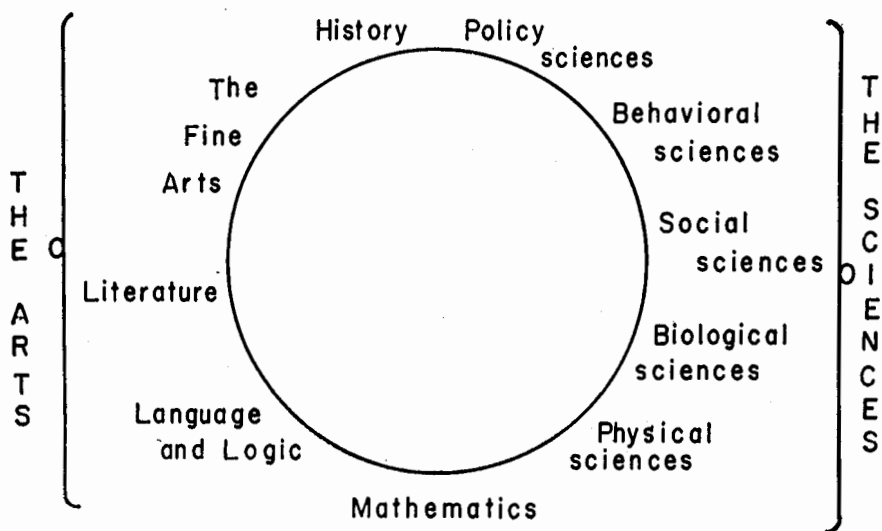 History
Policy
sciences
The
Fine
Arts
Behavioral
sciences
THE ARTS
Social
sciences
THE SCIENCES
Literature
Biological
sciences
Language
and Logic
Physical
sciences
Mathematics